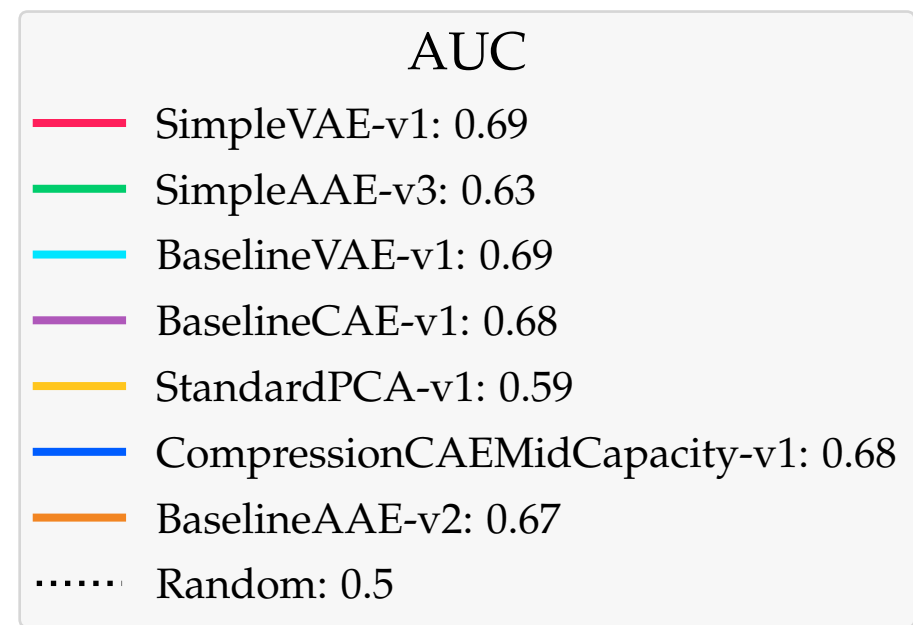 AUC
SimpleVAE-v1: 0.69
SimpleAAE-v3: 0.63
BaselineVAE-v1: 0.69
BaselineCAE-v1: 0.68
StandardPCA-v1: 0.59
CompressionCAEMidCapacity-v1: 0.68
BaselineAAE-v2: 0.67
Random: 0.5